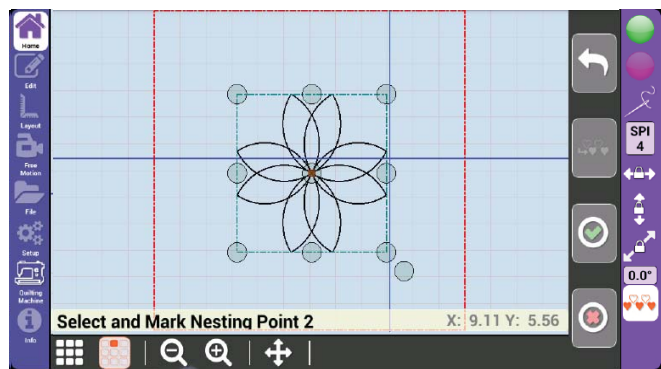 Home
Edit
Layout
Free
Motion
File
Setup
Quilting
Machine
Info
Select and Mark Nesting Point 2
X: 9.11 Y: 5.56
SPI
4
0.0°